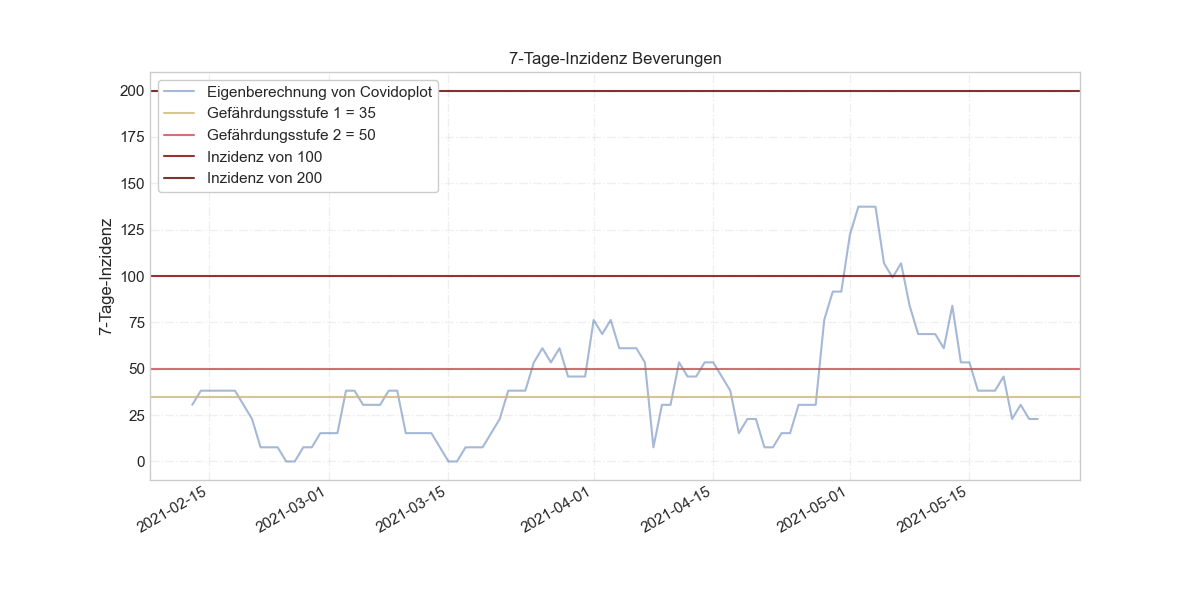 7-Tage-Inzidenz Beverungen
Eigenberechnung von Covidoplot
Gefährdungsstufe 1 = 35
Gefährdungsstufe 2 = 50
Inzidenz von 100
Inzidenz von 200
7-Tage-Inzidenz
200
175
150
125
100
75
50
25
0
2021-02-15
2021-03-01
2021-03-15
2021-04-01
2021-04-15
2021-05-01
2021-05-15